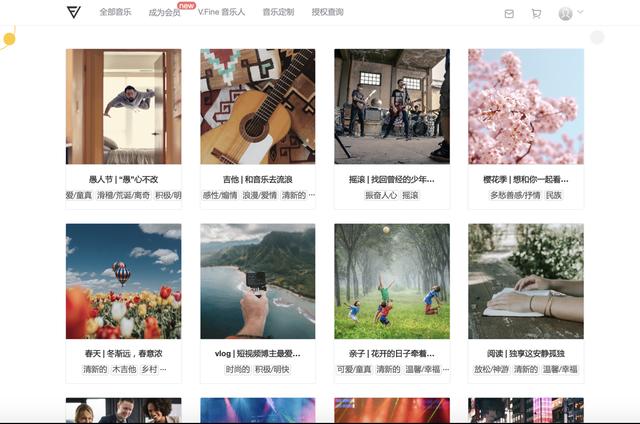 全部音乐 成为会员 new V.Fine 音乐人 音乐定制 授权查询
愚人节 | “愚”心不改
爱/童真 滑稽/荒诞/离奇 积极/明
吉他 | 和音乐去流浪
感性/煽情 浪漫/爱情 清新的 ...
摇滚 | 找回曾经的少年...
振奋人心 摇滚
樱花季 | 想和你一起看...
多愁善感/抒情 民族
春天 | 冬渐远，春意浓
清新的 木吉他 乡村 ...
vlog | 短视频博主最爱...
时尚的 积极/明快
亲子 | 花开的日子牵着...
可爱/童真 清新的 温馨/幸福 ...
阅读 | 独享这安静孤独
放松/神游 清新的 温馨/幸福